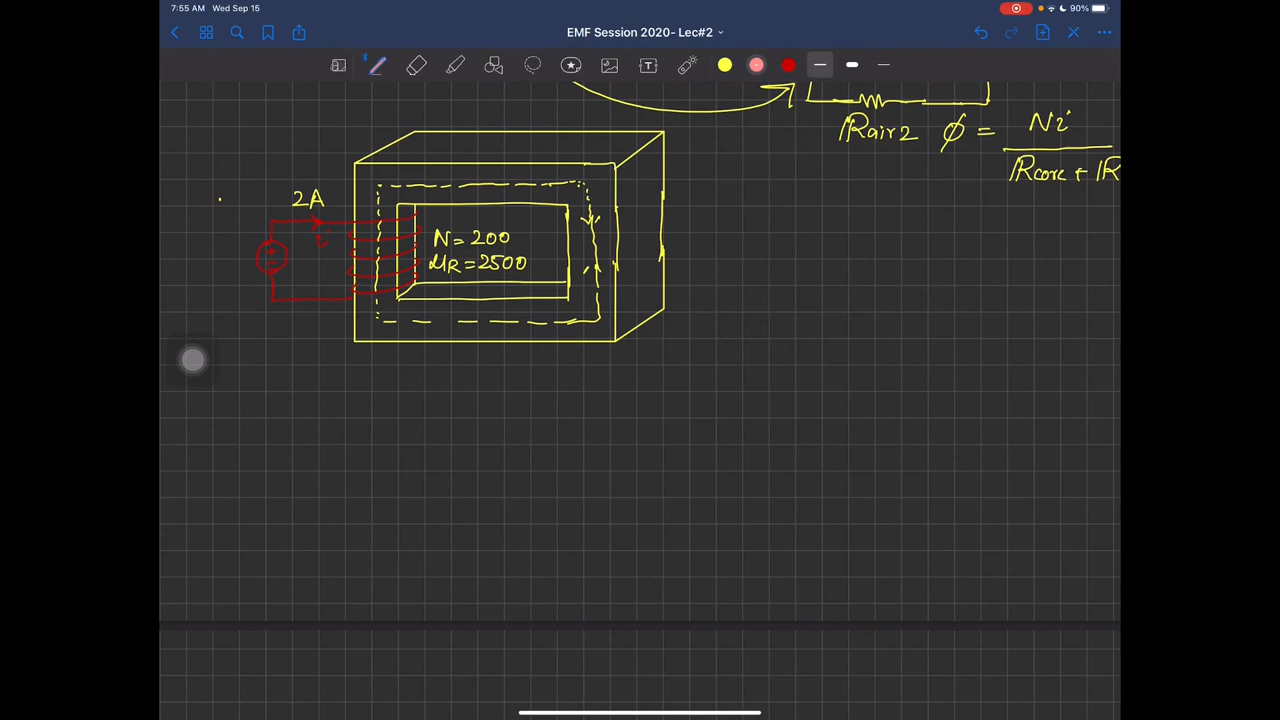 7:55 AM Wed Sep 15
90%
EMF Session 2020- Lec#2
T
Rair2 ϕ = Ni
Rcore + R
2A
i
N = 200
μR = 2500